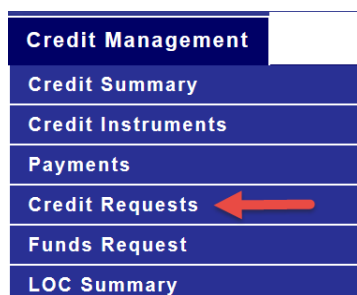 Credit Management
Credit Summary
Credit Instruments
Payments
Credit Requests
Funds Request
LOC Summary